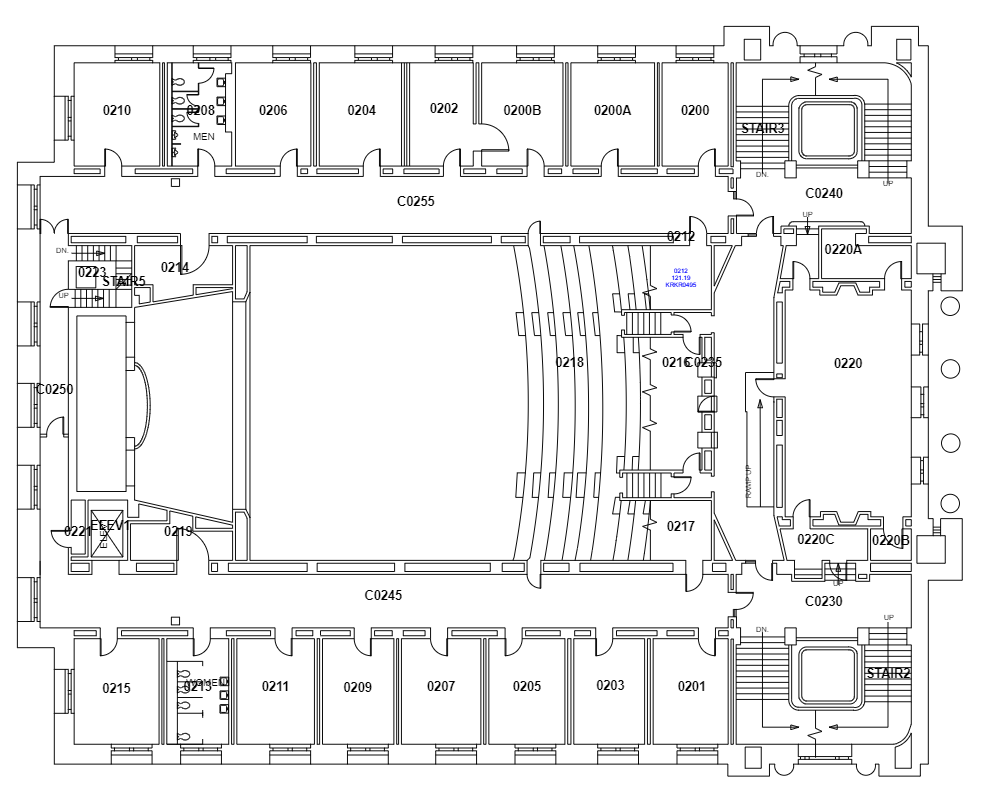 0210
0208
MEN
0206
0204
0202
0200B
0200A
0200
STAIR3
DN.
UP
C0255
C0240
UP
0212
0220A
DN.
0223
STAIR5
UP
0214
0212
121.19
KRKR0495
C0250
0218
0216
C0235
0220
RAMP UP
0221
ELEV1
ELEV
0219
0217
0220C
0220B
UP
C0245
C0230
DN.
UP
0215
0213
WOMEN
0211
0209
0207
0205
0203
0201
STAIR2